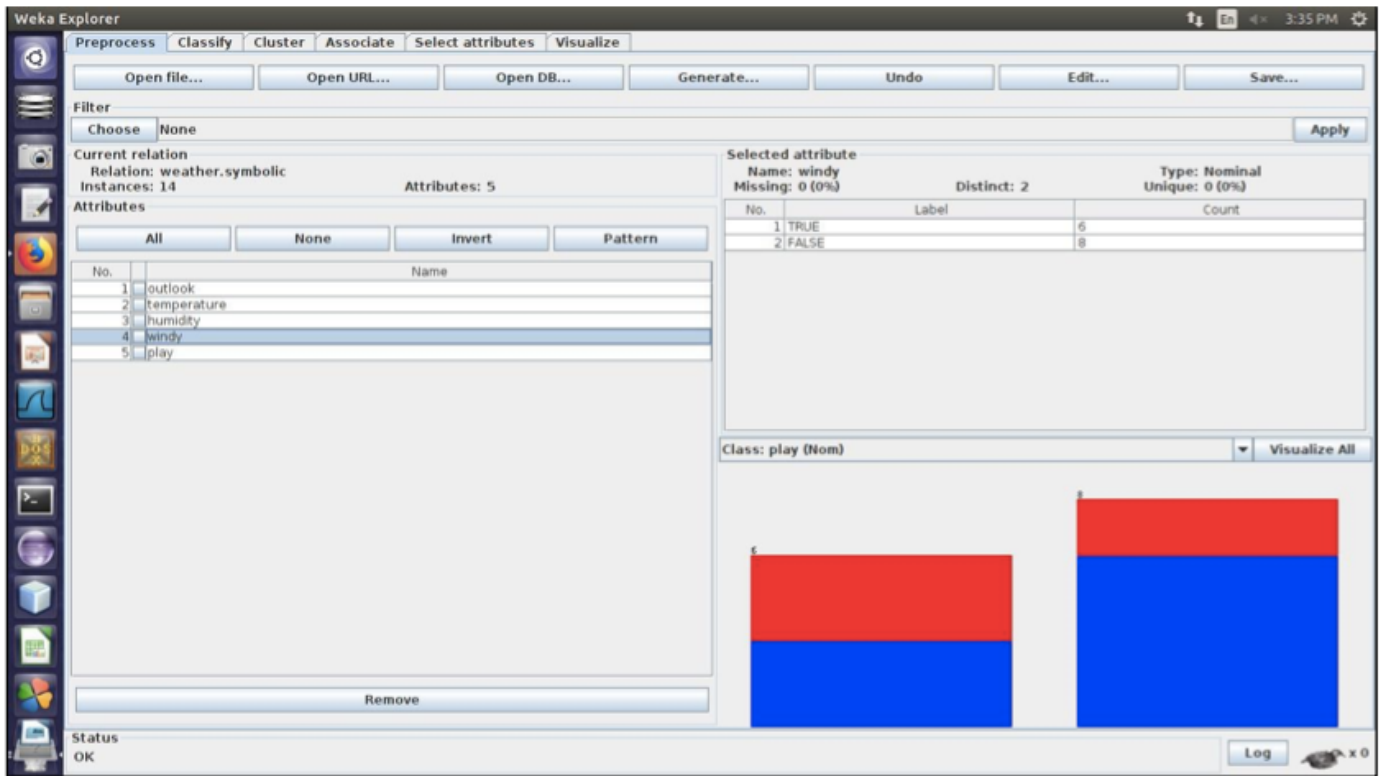 Weka Explorer
En 3:35 PM
Preprocess Classify Cluster Associate Select attributes Visualize
Open file... Open URL... Open DB... Generate... Undo Edit... Save...
Filter
Choose None Apply
Current relation
Relation: weather.symbolic
Instances: 14 Attributes: 5
Attributes
All None Invert Pattern
No. Name
1 outlook
2 temperature
3 humidity
4 windy
5 play
Remove
Selected attribute
Name: windy Type: Nominal
Missing: 0 (0%) Distinct: 2 Unique: 0 (0%)
No. Label Count
1 TRUE 6
2 FALSE 8
Class: play (Nom) Visualize All
8
6
Status
OK
Log x 0